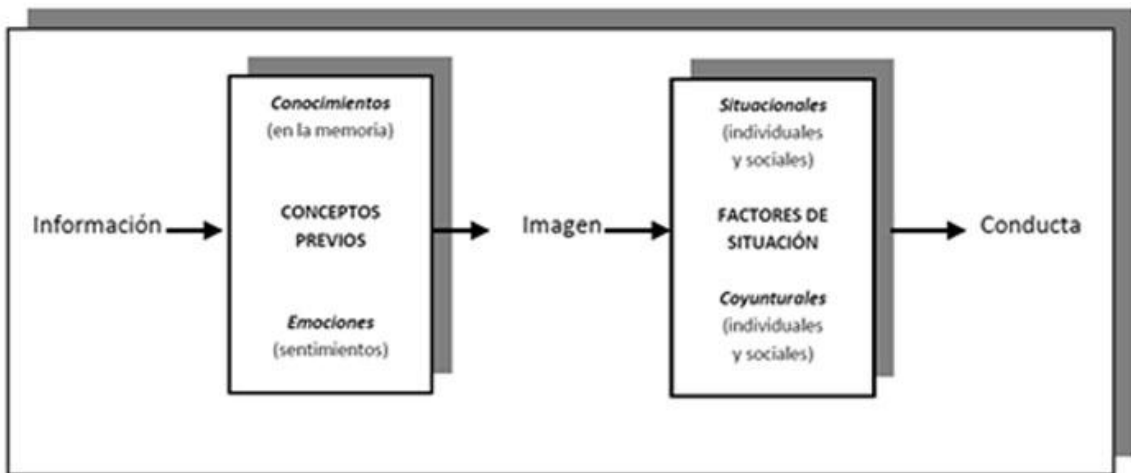 Información
Conocimientos
(en la memoria)
CONCEPTOS
PREVIOS
Emociones
(sentimientos)
Imagen
Situacionales
(individuales
y sociales)
FACTORES DE
SITUACIÓN
Coyunturales
(individuales
y sociales)
Conducta